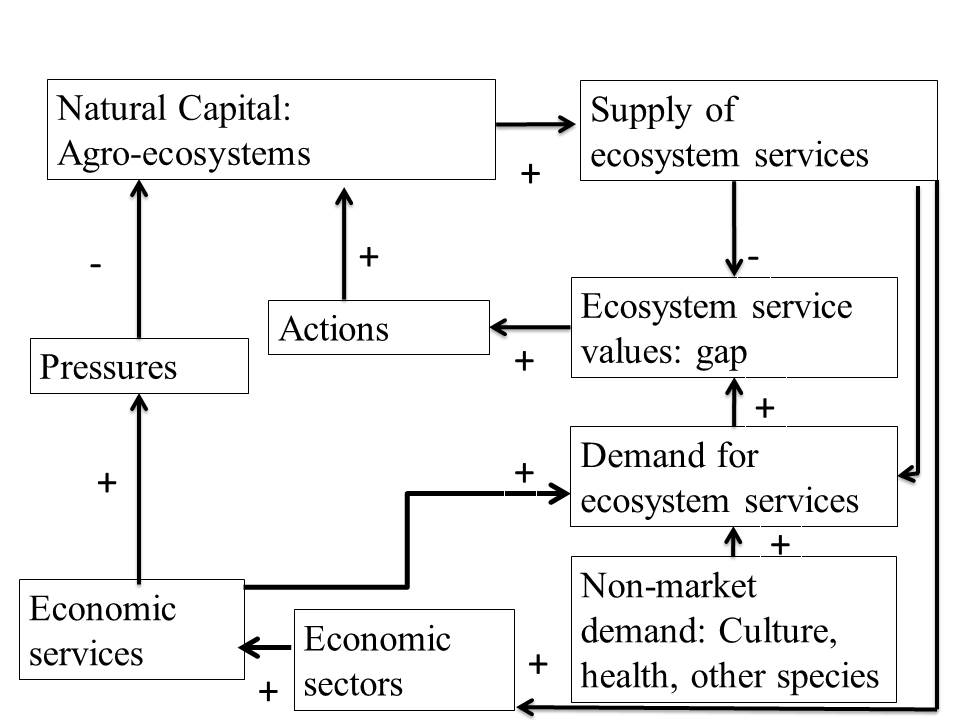 Natural Capital:
Agro-ecosystems
Supply of
ecosystem services
+
-
+
-
Ecosystem service
values: gap
Actions
+
Pressures
+
+
+
Demand for
ecosystem services
+
Non-market
demand: Culture,
health, other species
Economic
services
Economic
sectors
+
+